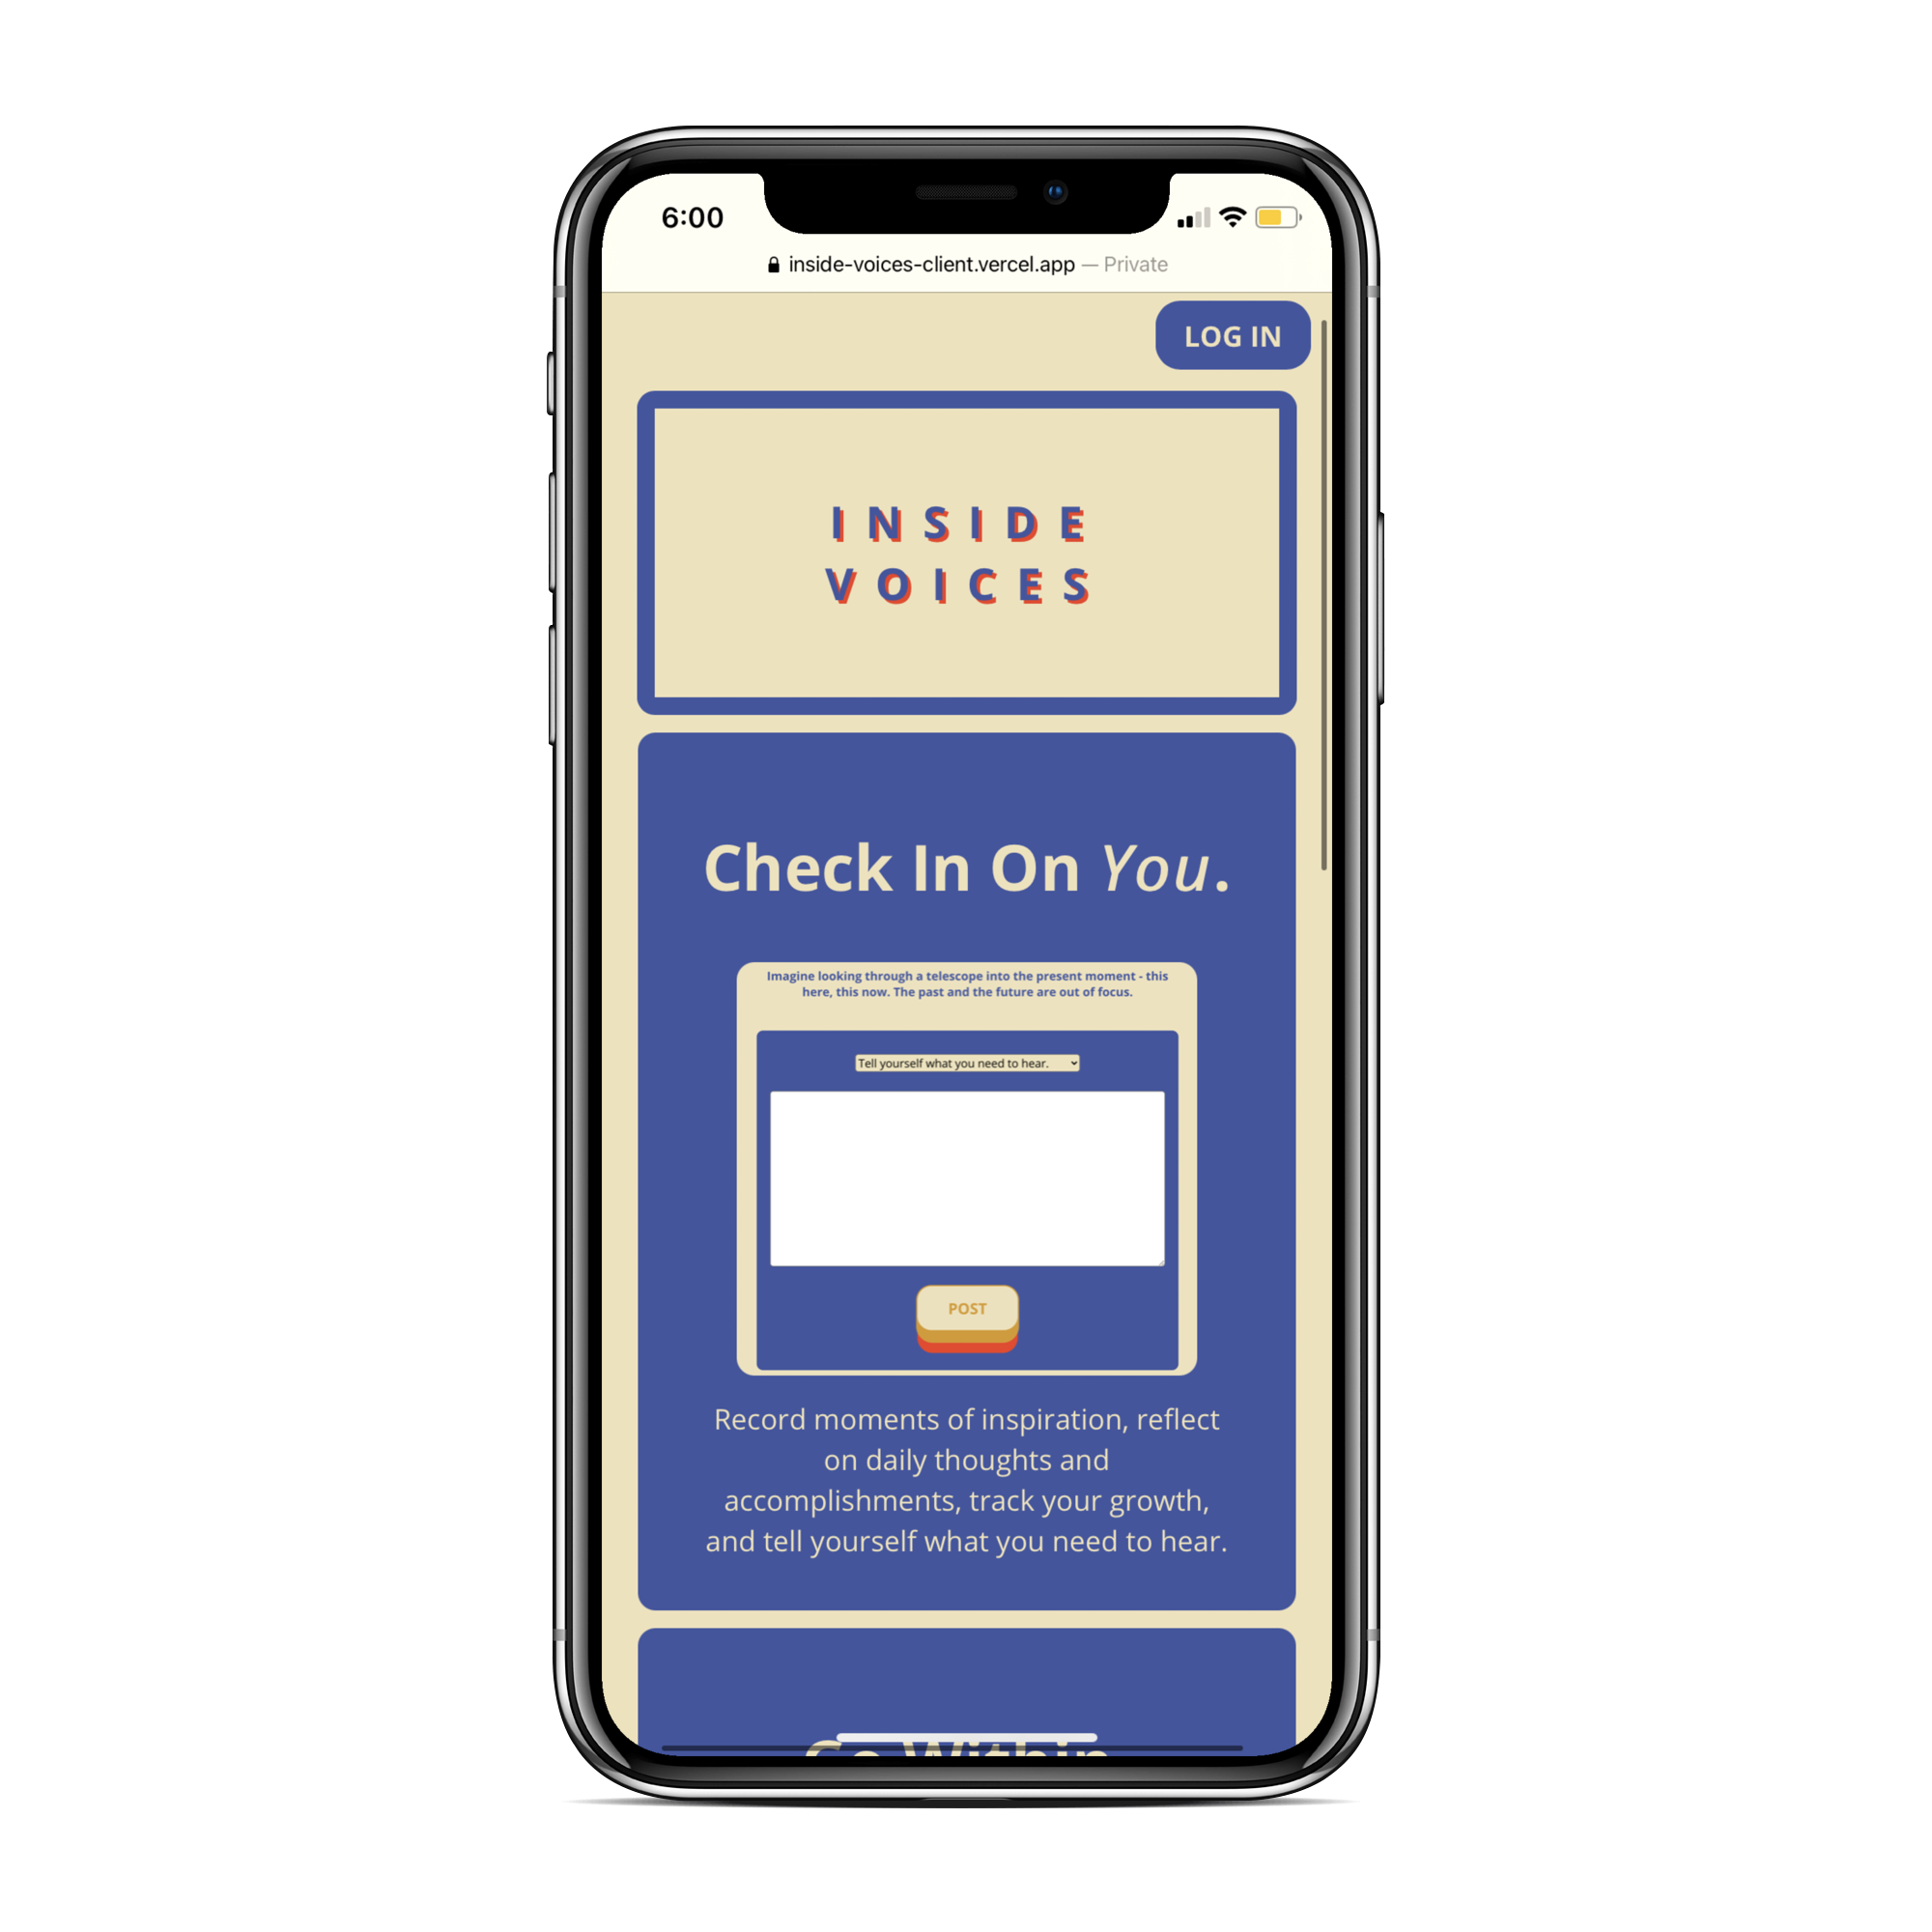 6:00
inside-voices-client.vercel.app — Private
LOG IN
INSIDE
VOICES
Check In On You.
Imagine looking through a telescope into the present moment - this
here, this now. The past and the future are out of focus.
Tell yourself what you need to hear.
POST
Record moments of inspiration, reflect
on daily thoughts and
accomplishments, track your growth,
and tell yourself what you need to hear.
Go Within